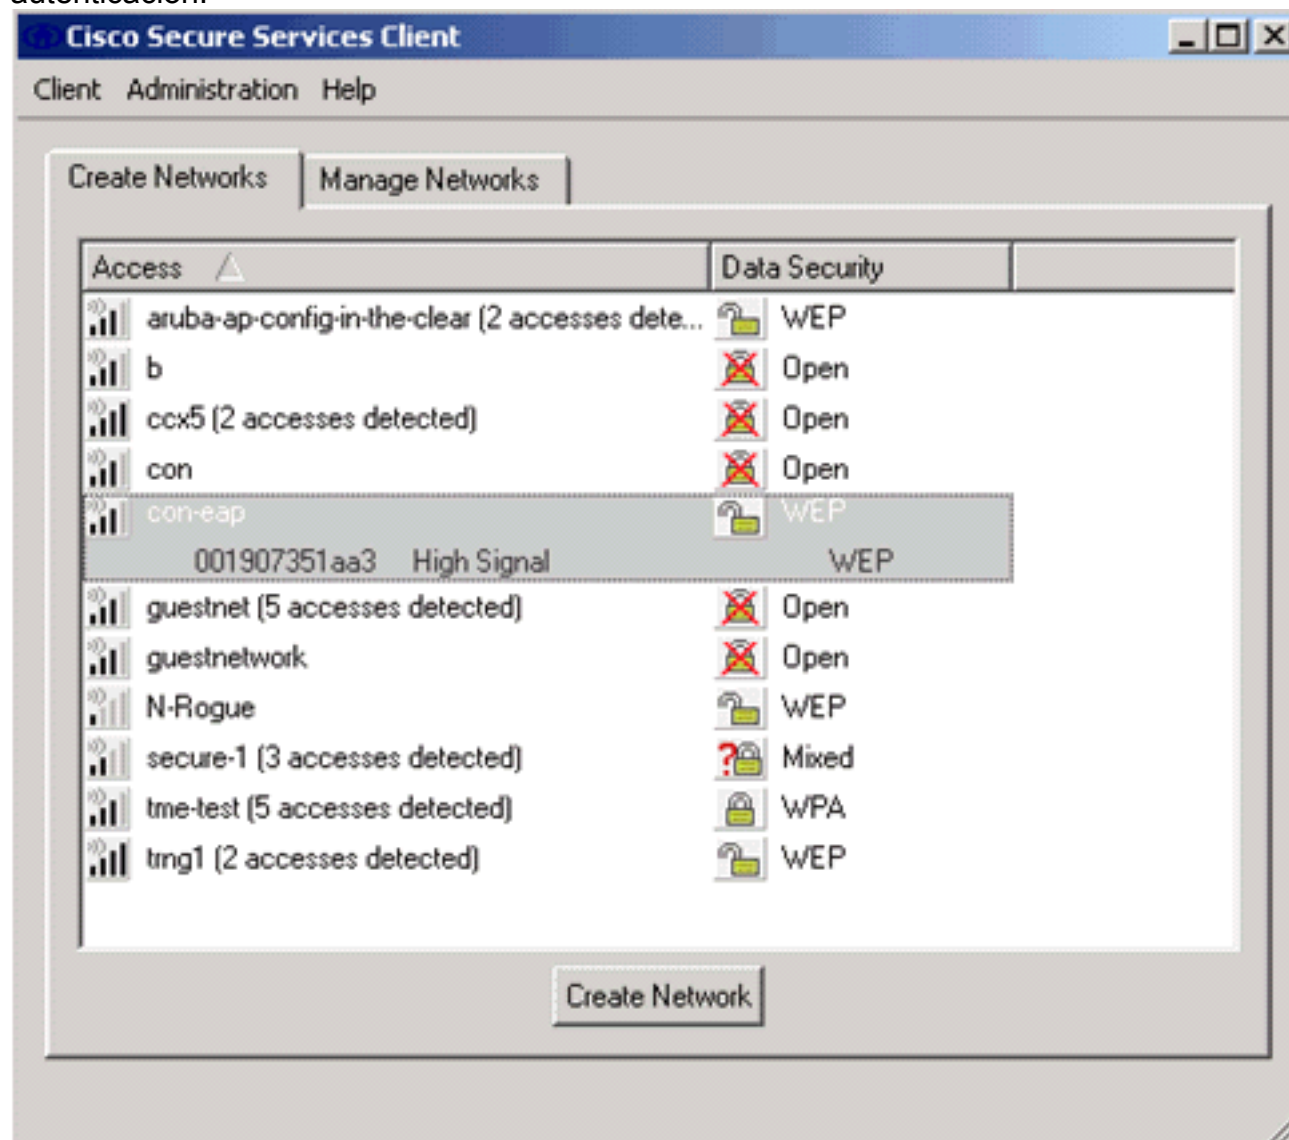 autenticación.
Cisco Secure Services Client
Client Administration Help
Create Networks Manage Networks
Access Data Security
aruba-ap-config-in-the-clear (2 accesses dete... WEP
b Open
ccx5 (2 accesses detected) Open
con Open
con-eap WEP
001907351aa3 High Signal WEP
guestnet (5 accesses detected) Open
guestnetwork Open
N-Rogue WEP
secure-1 (3 accesses detected) Mixed
tme-test (5 accesses detected) WPA
trng1 (2 accesses detected) WEP
Create Network